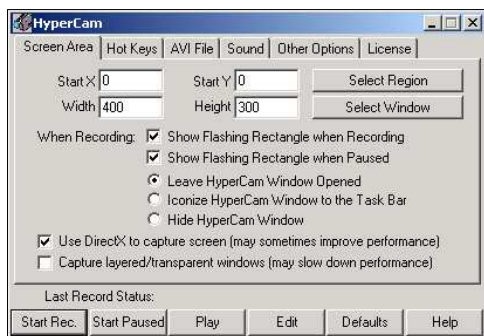 HyperCam
Screen Area Hot Keys AVI File Sound Other Options License
Start X 0 Start Y 0 Select Region
Width 400 Height 300 Select Window
When Recording: Show Flashing Rectangle when Recording
Show Flashing Rectangle when Paused
Leave HyperCam Window Opened
Iconize HyperCam Window to the Task Bar
Hide HyperCam Window
Use DirectX to capture screen (may sometimes improve performance)
Capture layered/transparent windows (may slow down performance)
Last Record Status:
Start Rec. Start Paused Play Edit Defaults Help